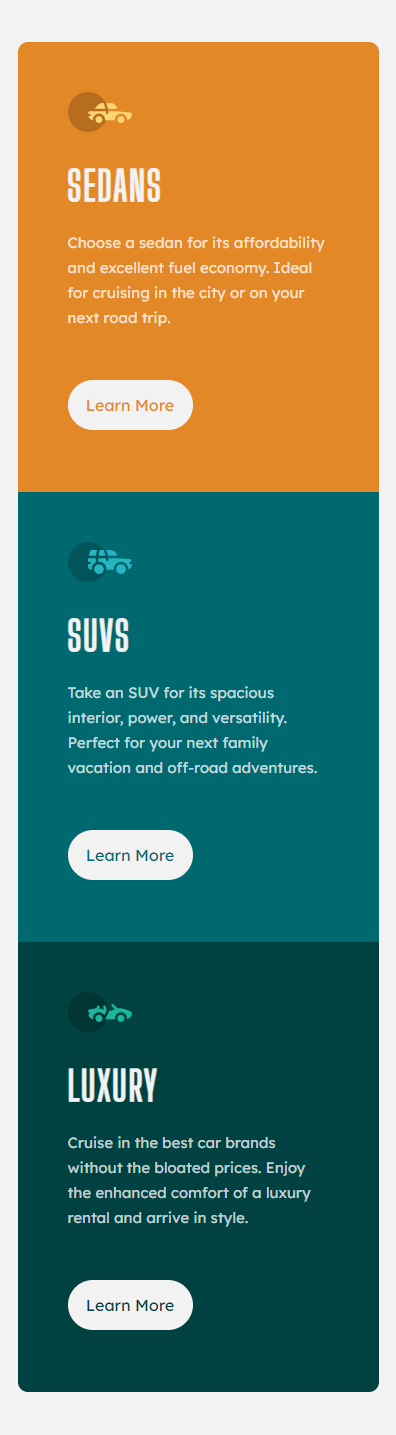 SEDANS
Choose a sedan for its affordability
and excellent fuel economy. Ideal
for cruising in the city or on your
next road trip.
Learn More
SUVS
Take an SUV for its spacious
interior, power, and versatility.
Perfect for your next family
vacation and off-road adventures.
Learn More
LUXURY
Cruise in the best car brands
without the bloated prices. Enjoy
the enhanced comfort of a luxury
rental and arrive in style.
Learn More